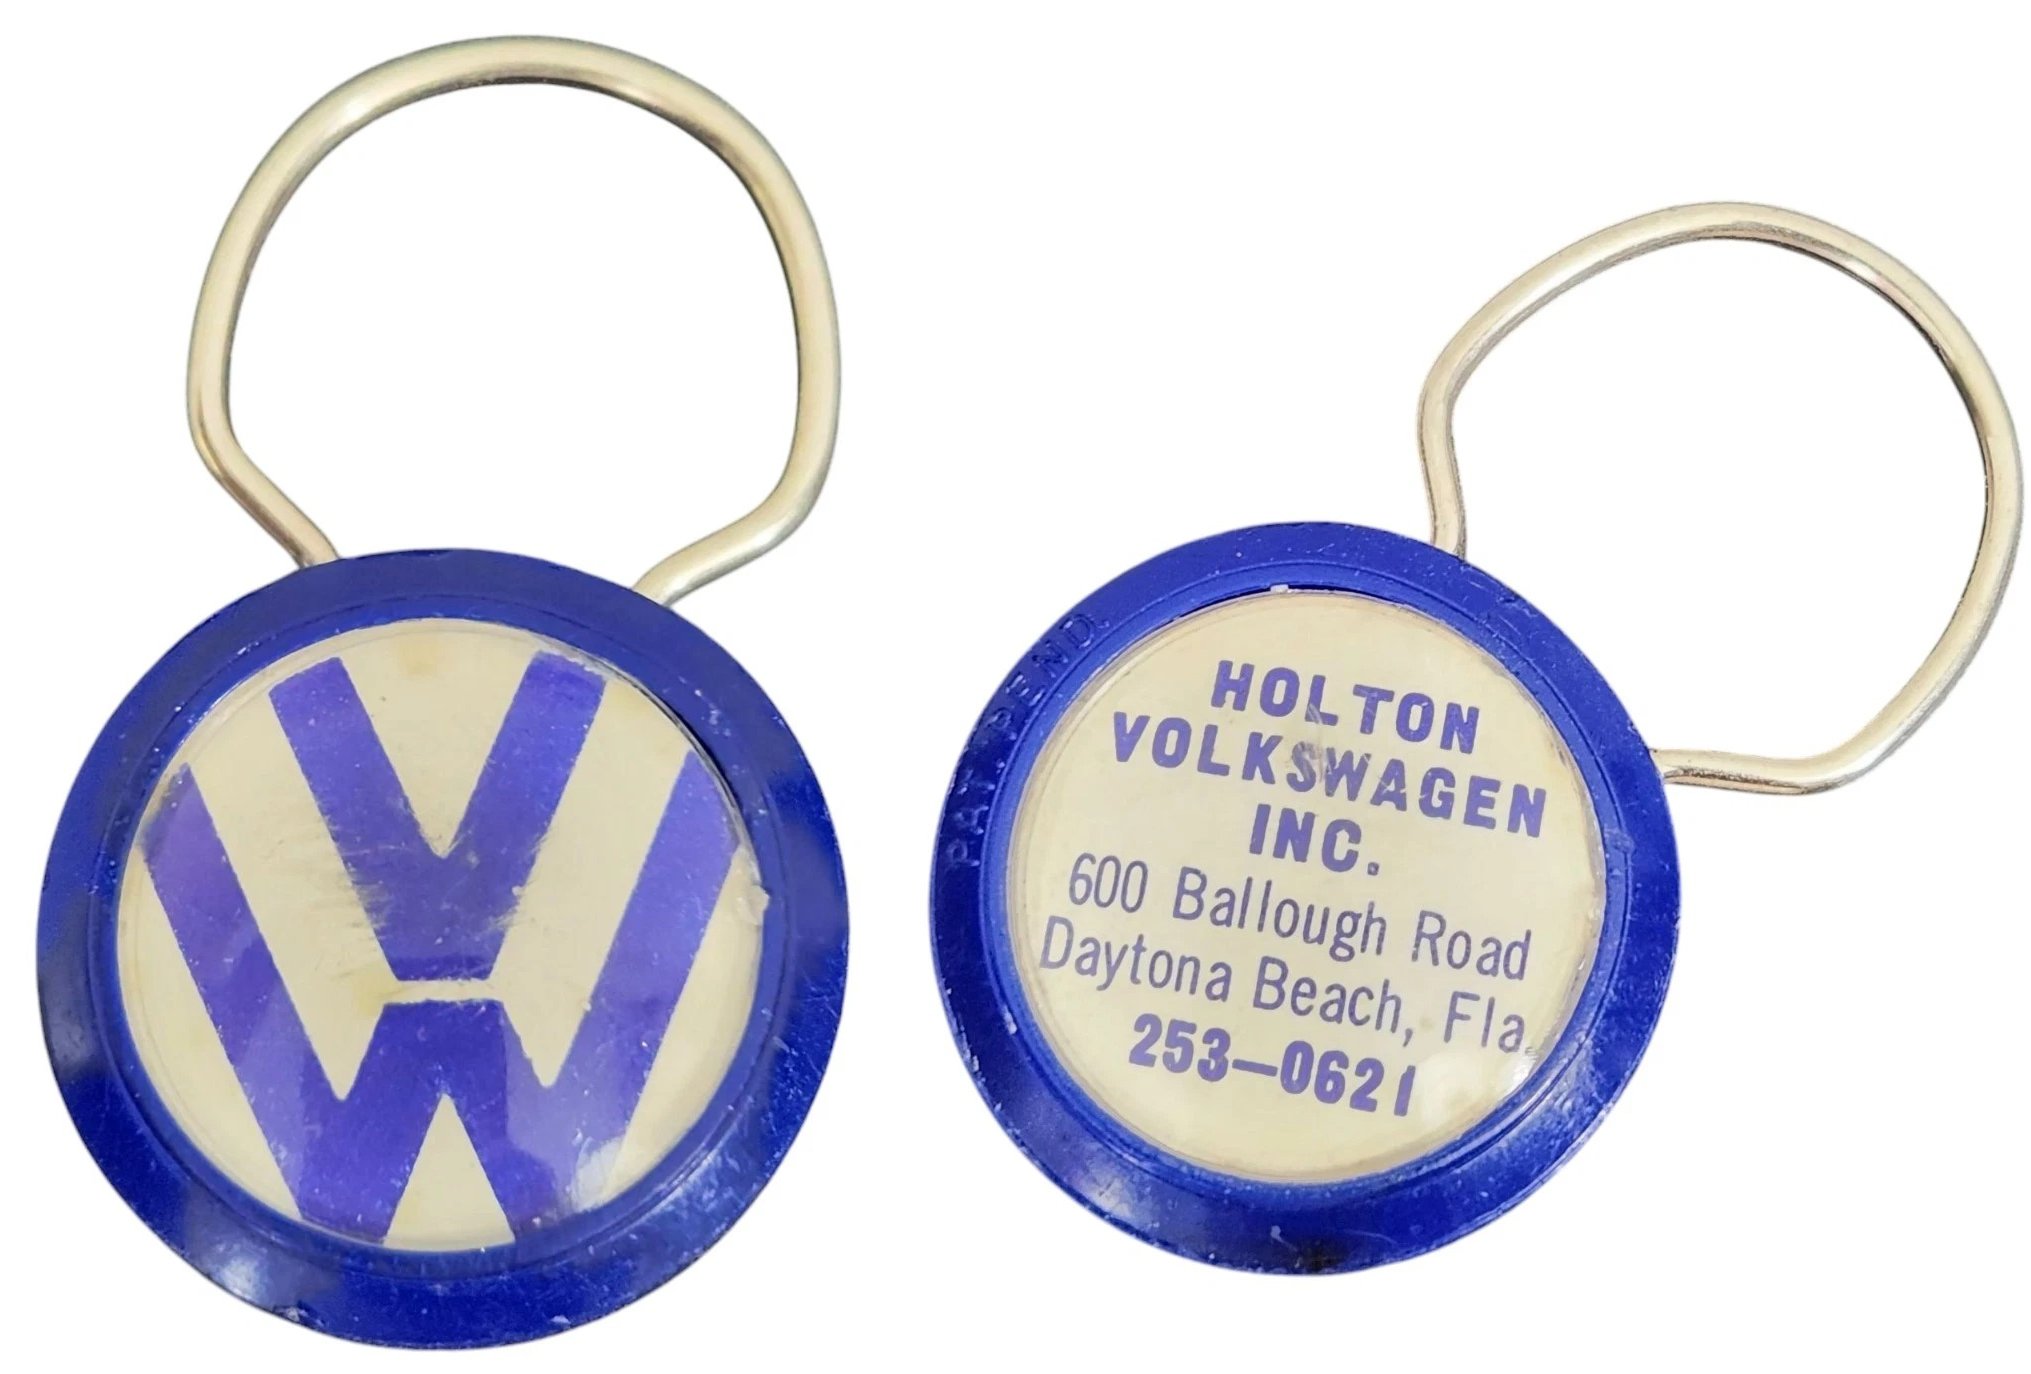 VW
PAT. PEND.
HOLTON
VOLKSWAGEN
INC.
600 Ballough Road
Daytona Beach, Fla.
253-0621